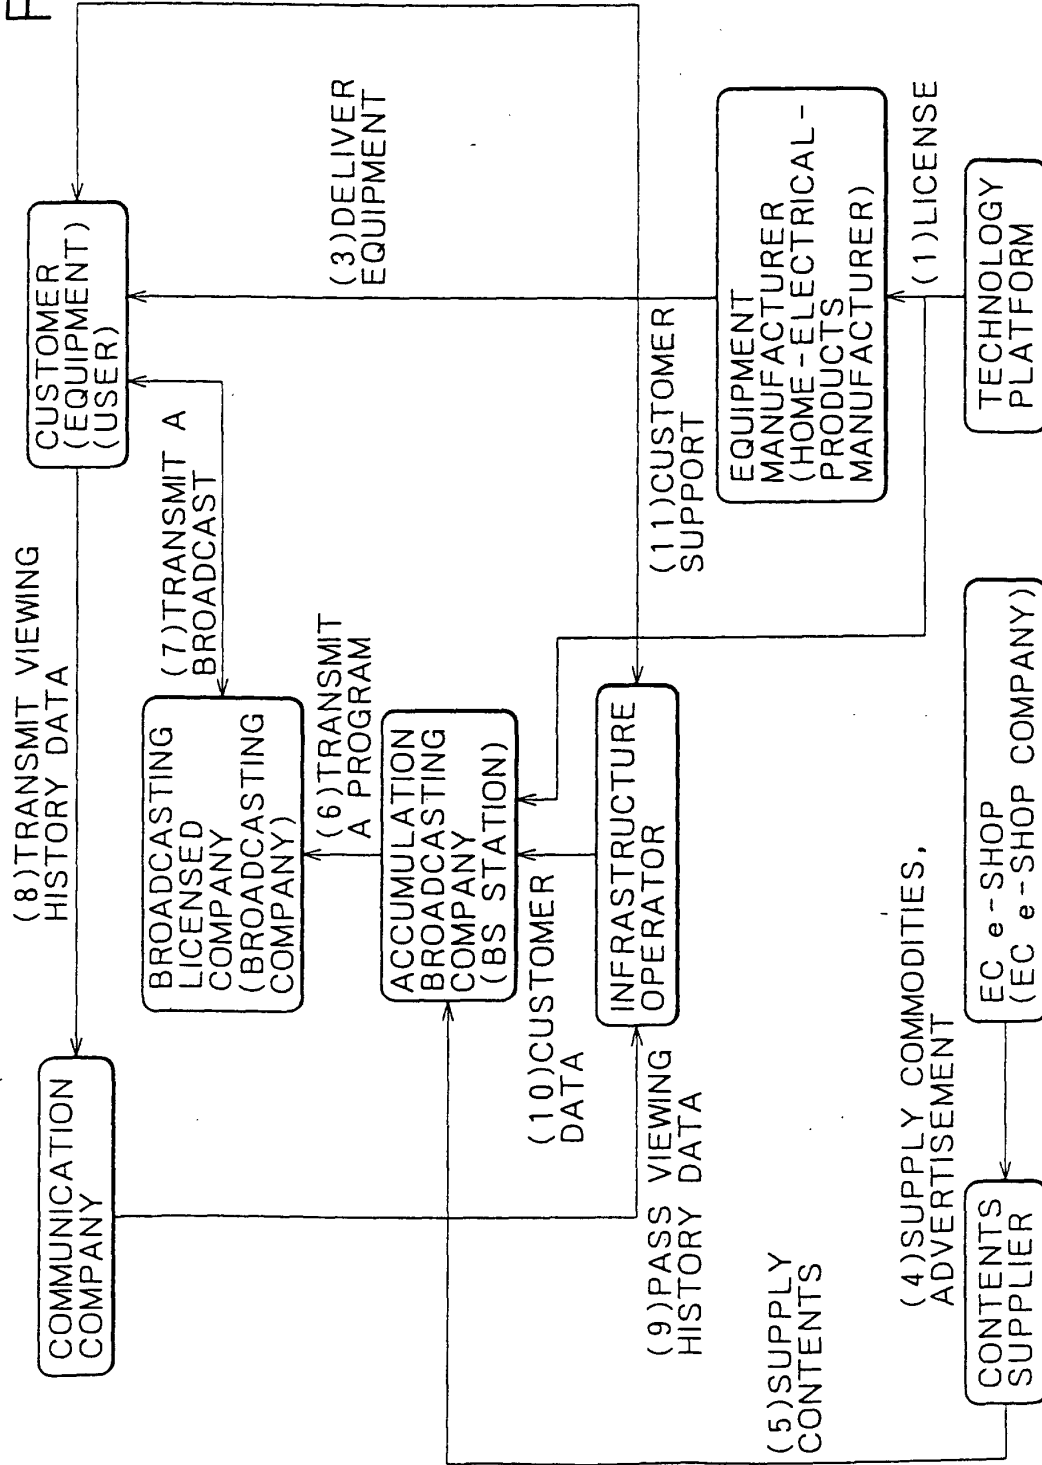 (8)TRANSMIT VIEWING
HISTORY DATA
COMMUNICATION
COMPANY
CUSTOMER
(EQUIPMENT)
(USER)
(7)TRANSMIT A
BROADCAST
BROADCASTING
LICENSED
COMPANY
(BROADCASTING
COMPANY)
(6)TRANSMIT
A PROGRAM
(3)DELIVER
EQUIPMENT
ACCUMULATION
BROADCASTING
COMPANY
(BS STATION)
(10)CUSTOMER
DATA
INFRASTRUCTURE
OPERATOR
(9)PASS VIEWING
HISTORY DATA
(11)CUSTOMER
SUPPORT
(5)SUPPLY
CONTENTS
EQUIPMENT
MANUFACTURER
(HOME-ELECTRICAL-
PRODUCTS
MANUFACTURER)
(4)SUPPLY COMMODITIES,
ADVERTISEMENT
(1)LICENSE
CONTENTS
SUPPLIER
EC e-SHOP
(EC e-SHOP COMPANY)
TECHNOLOGY
PLATFORM